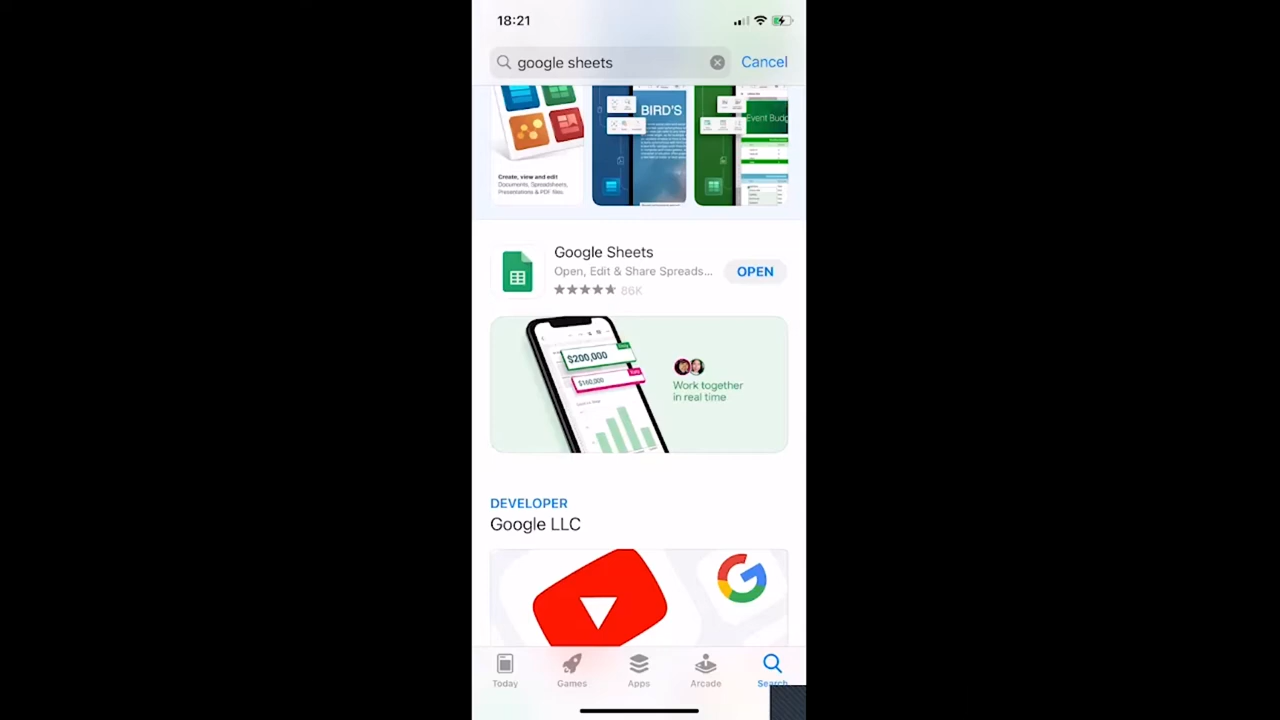 18:21
google sheets
Cancel
BIRD'S
Event Budg
Create, view and edit
Documents, Spreadsheets,
Presentations & PDF files.
Google Sheets
Open, Edit & Share Spreads...
OPEN
86K
$200,000
$160,000
Work together
in real time
DEVELOPER
Google LLC
Today
Games
Apps
Arcade
Search